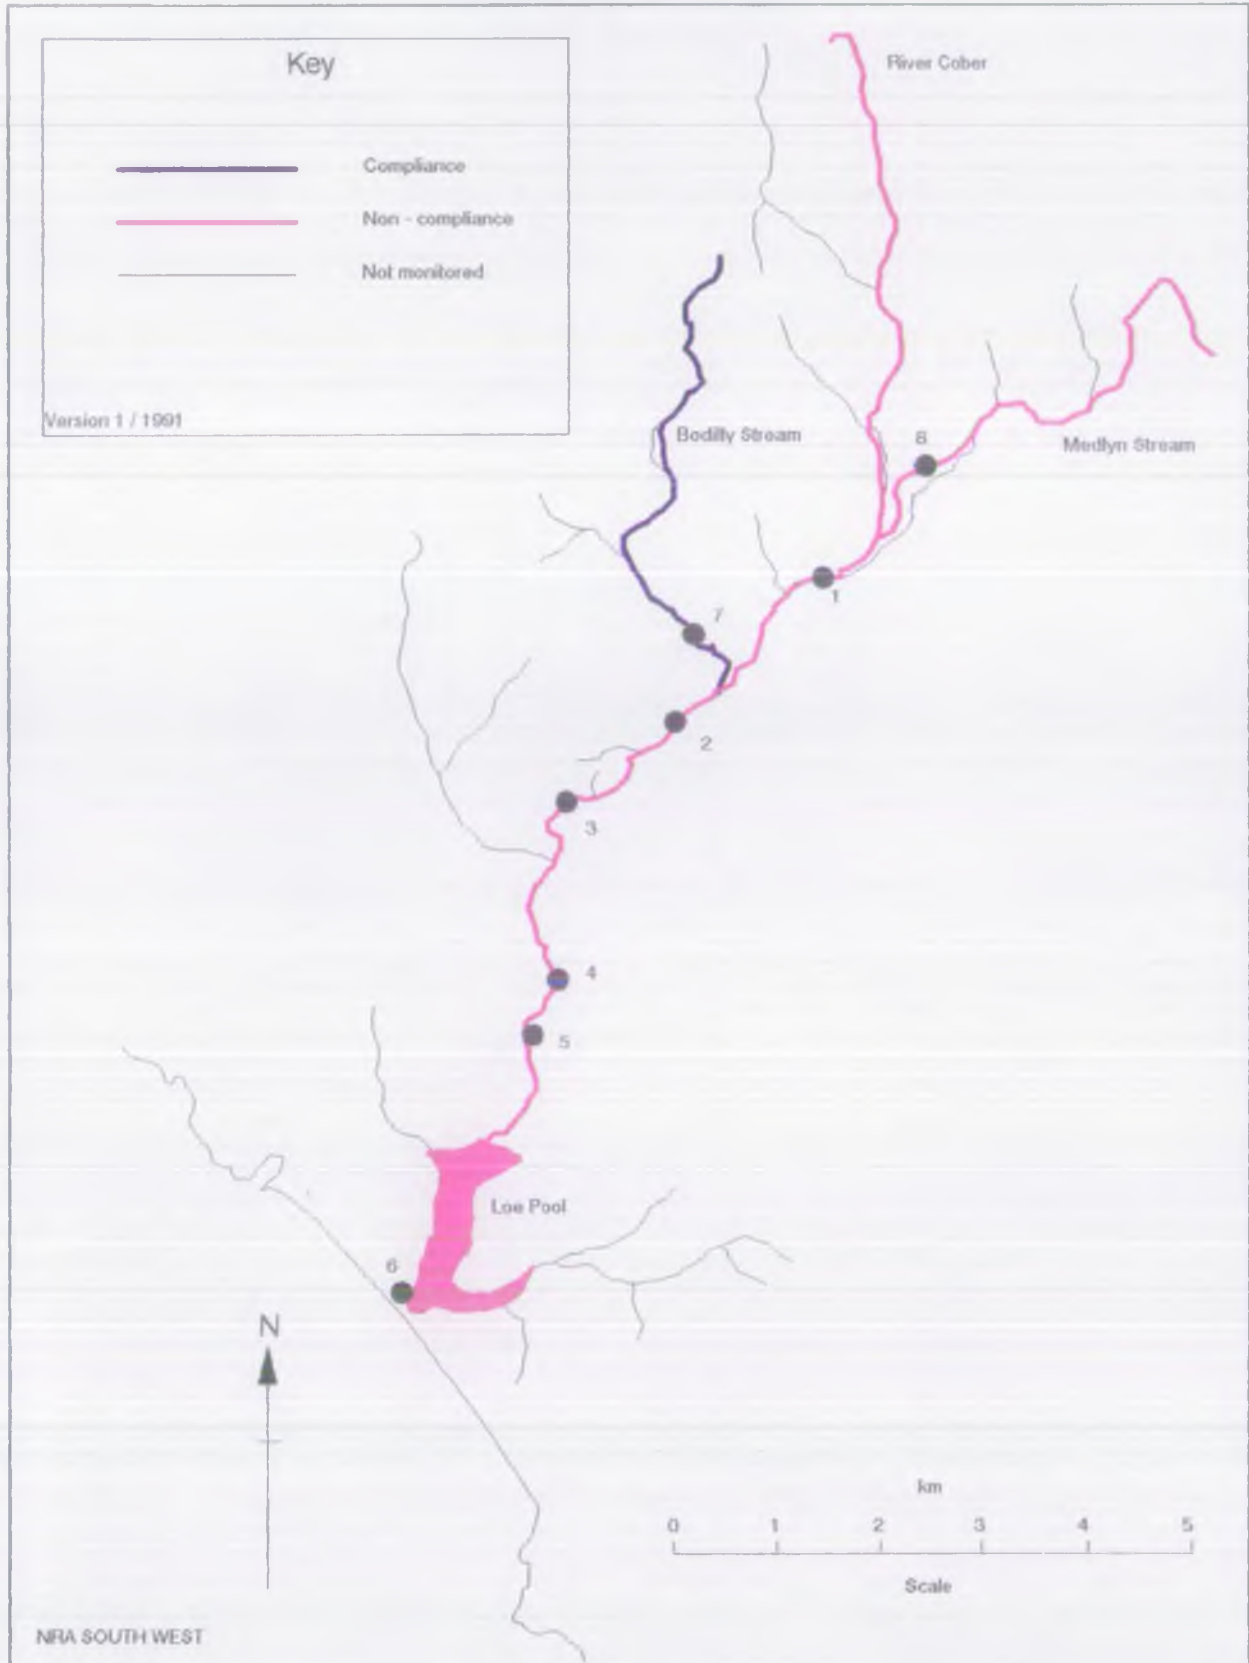 Key
River Cober
Compliance
Non - compliance
Not monitored
Version 1 / 1991
Bodilly Stream
8
Medlyn Stream
1
7
2
3
4
5
Loe Pool
6
N
km
0 1 2 3 4 5
Scale
NRA SOUTH WEST